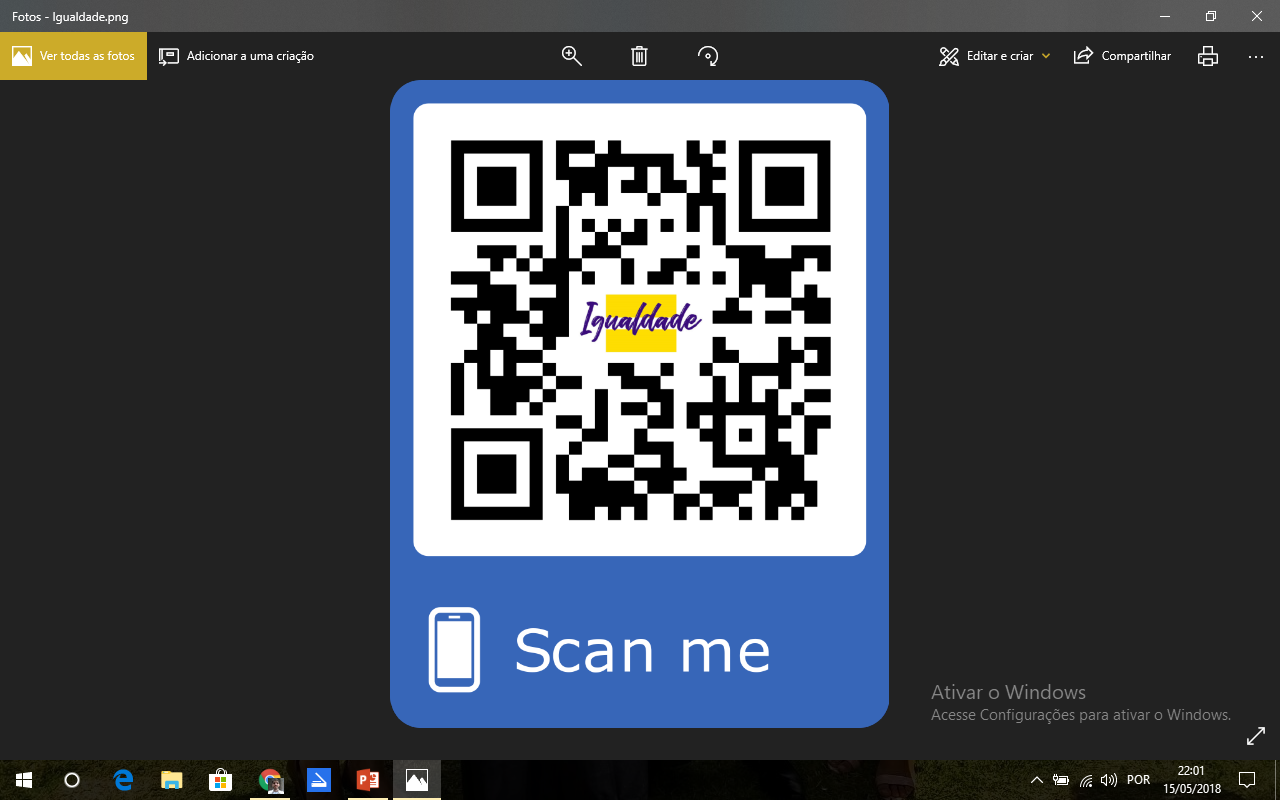 Fotos - Igualdade.png
Ver todas as fotos
Adicionar a uma criação
Editar e criar
Compartilhar
Igualdade
Scan me
Ativar o Windows
Acesse Configurações para ativar o Windows.
POR
22:01
15/05/2018